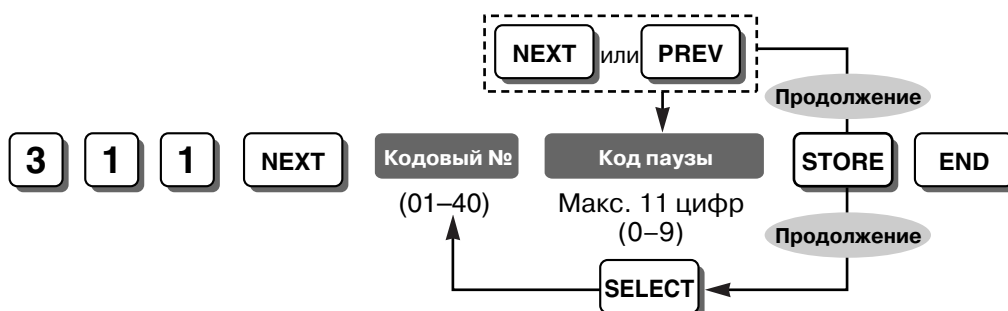 NEXT или PREV
Продолжение
3 1 1 NEXT Кодовый № Код паузы STORE END
(01–40) Макс. 11 цифр
(0–9)
Продолжение
SELECT